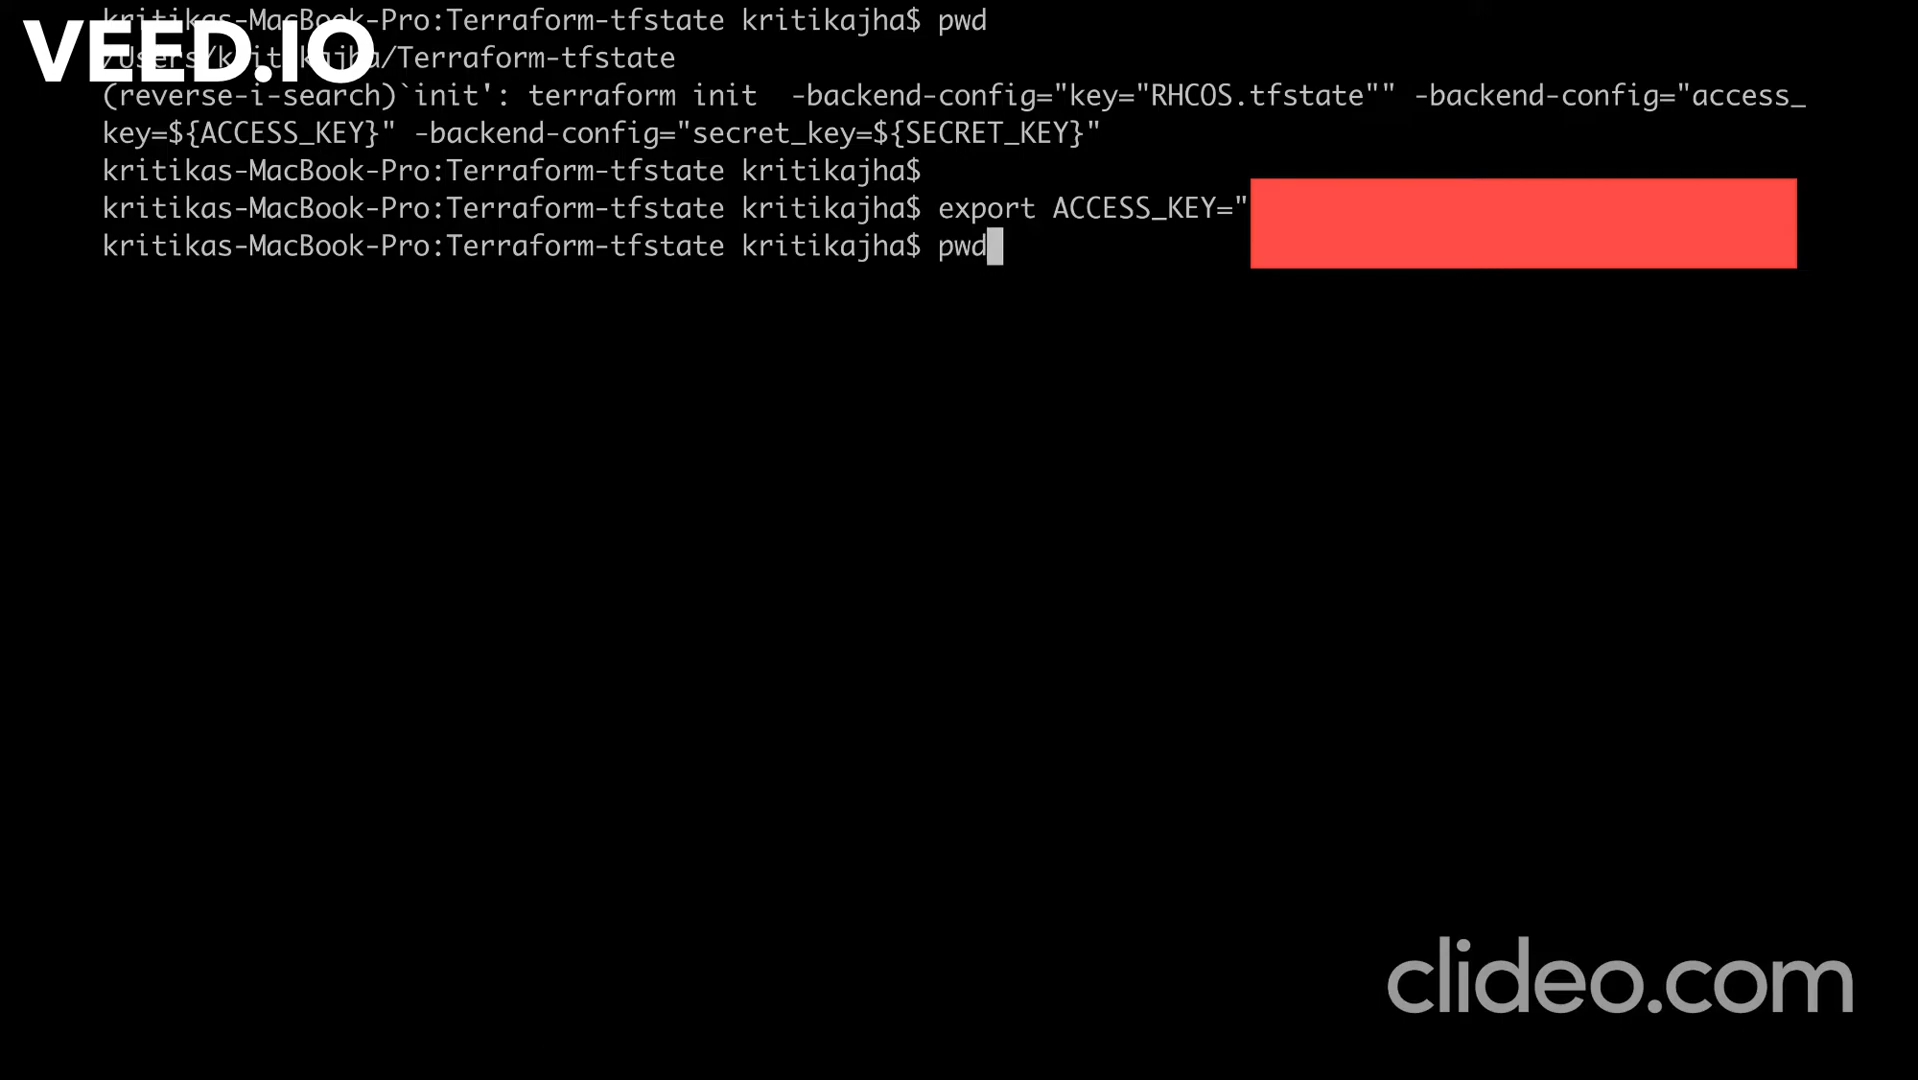 kritikas-MacBook-Pro:Terraform-tfstate kritikajha$ pwd
VEED.IO
/Users/kritikajha/Terraform-tfstate
(reverse-i-search)`init': terraform init  -backend-config="key="RHCOS.tfstate"" -backend-config="access_
key=${ACCESS_KEY}" -backend-config="secret_key=${SECRET_KEY}"
kritikas-MacBook-Pro:Terraform-tfstate kritikajha$
kritikas-MacBook-Pro:Terraform-tfstate kritikajha$ export ACCESS_KEY="
kritikas-MacBook-Pro:Terraform-tfstate kritikajha$ pwd
clideo.com